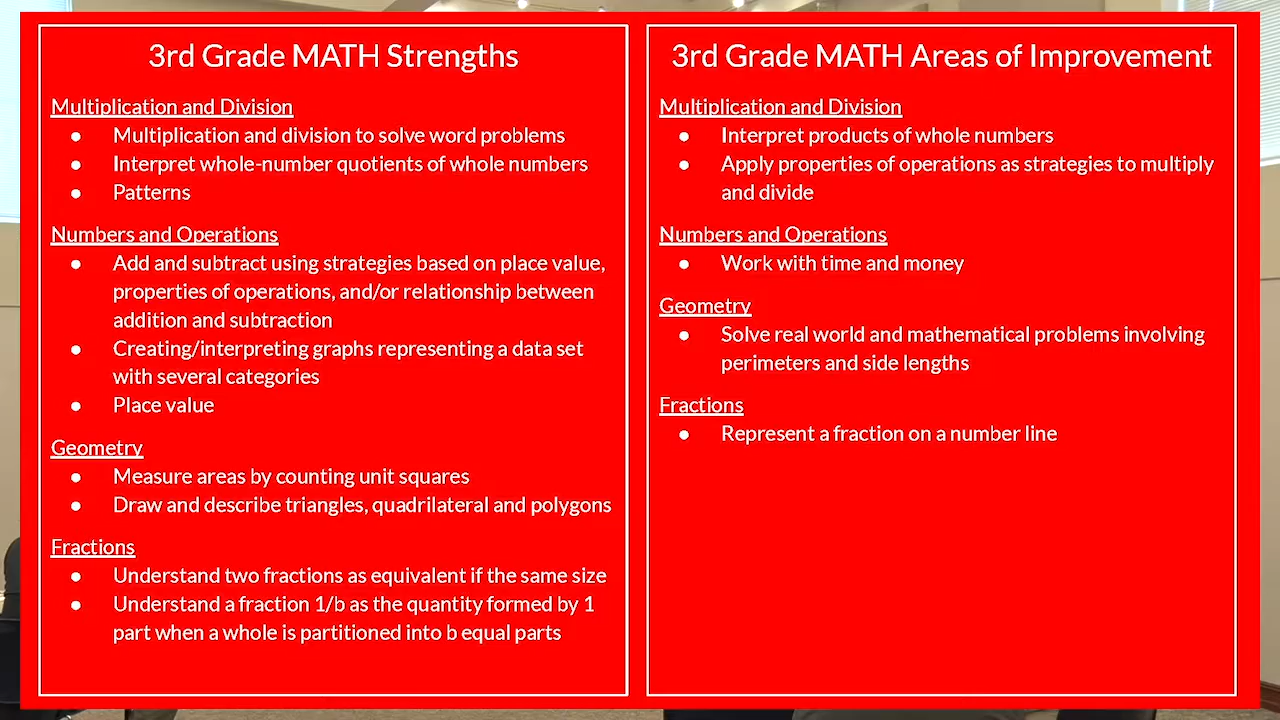 3rd Grade MATH Strengths
Multiplication and Division
● Multiplication and division to solve word problems
● Interpret whole-number quotients of whole numbers
● Patterns
Numbers and Operations
● Add and subtract using strategies based on place value,
properties of operations, and/or relationship between
addition and subtraction
● Creating/interpreting graphs representing a data set
with several categories
● Place value
Geometry
● Measure areas by counting unit squares
● Draw and describe triangles, quadrilateral and polygons
Fractions
● Understand two fractions as equivalent if the same size
● Understand a fraction 1/b as the quantity formed by 1
part when a whole is partitioned into b equal parts
3rd Grade MATH Areas of Improvement
Multiplication and Division
● Interpret products of whole numbers
● Apply properties of operations as strategies to multiply
and divide
Numbers and Operations
● Work with time and money
Geometry
● Solve real world and mathematical problems involving
perimeters and side lengths
Fractions
● Represent a fraction on a number line